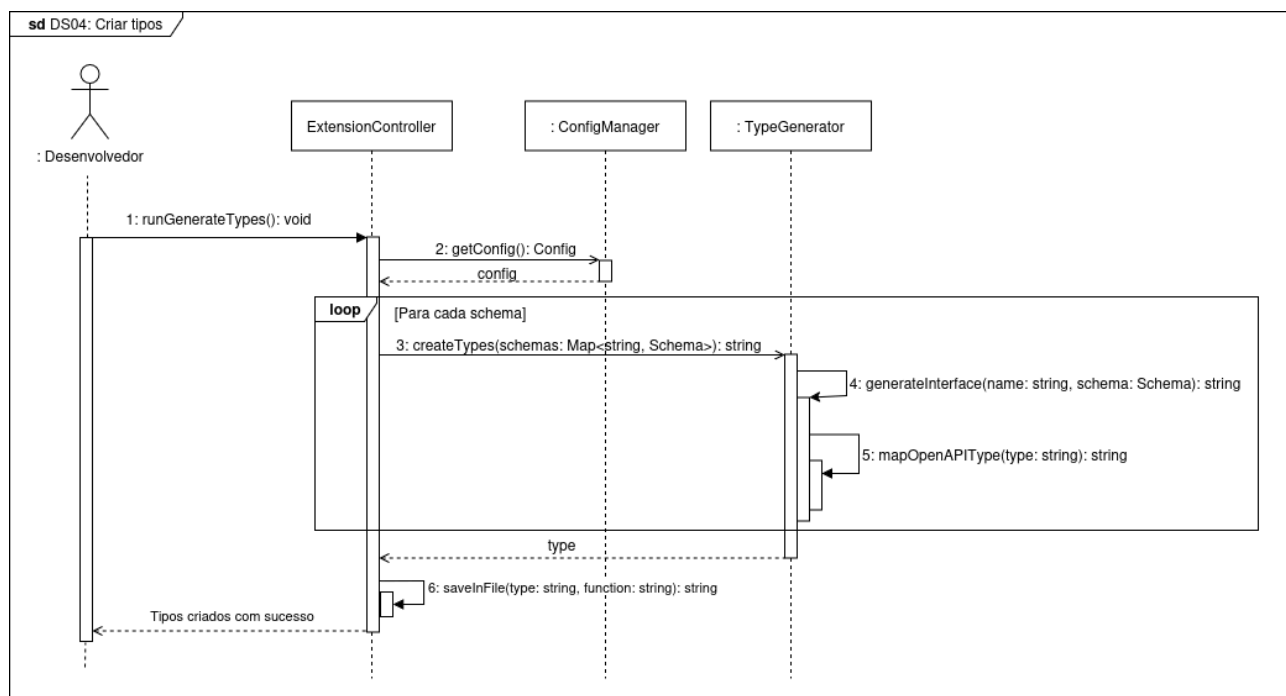 sd DS04: Criar tipos
: Desenvolvedor
ExtensionController
: ConfigManager
: TypeGenerator
1: runGenerateTypes(): void
2: getConfig(): Config
config
loop
[Para cada schema]
3: createTypes(schemas: Map<string, Schema>): string
4: generateInterface(name: string, schema: Schema): string
5: mapOpenAPIType(type: string): string
type
6: saveInFile(type: string, function: string): string
Tipos criados com sucesso